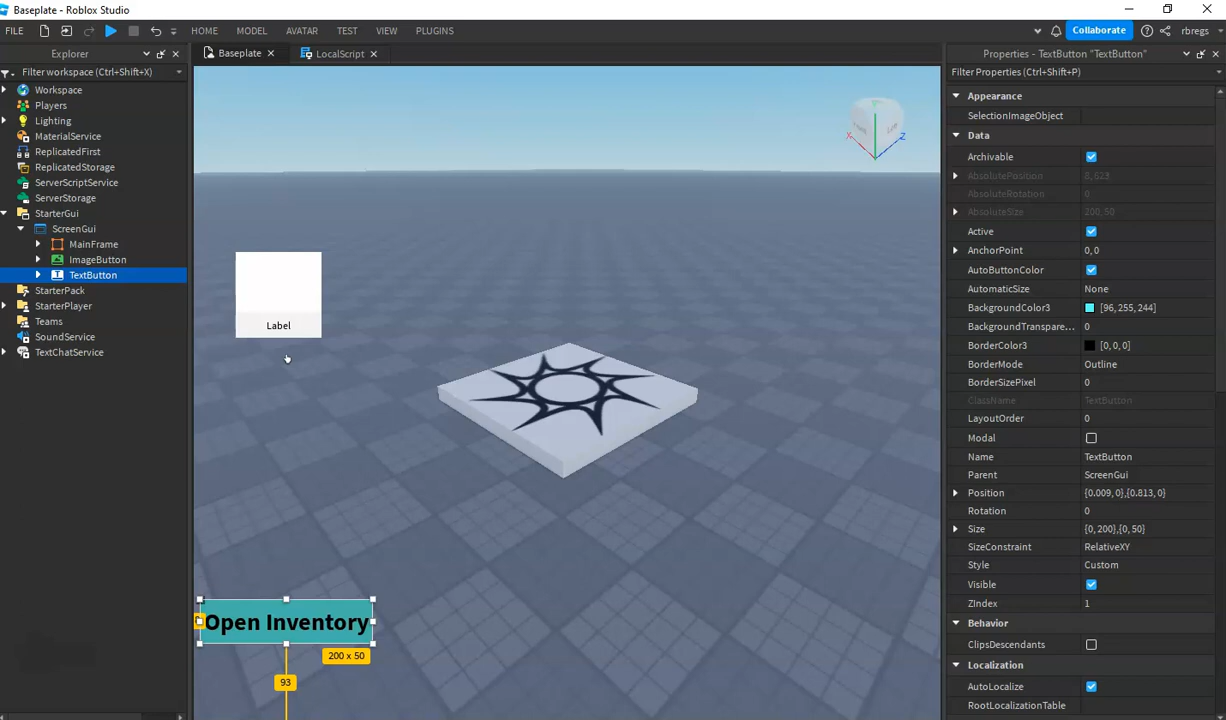 Baseplate - Roblox Studio
FILE HOME MODEL AVATAR TEST VIEW PLUGINS Collaborate rbregs
Explorer
Baseplate LocalScript
Properties - TextButton "TextButton"
Filter workspace (Ctrl+Shift+X)
Filter Properties (Ctrl+Shift+P)
Workspace
Players
Lighting
MaterialService
ReplicatedFirst
ReplicatedStorage
ServerScriptService
ServerStorage
StarterGui
ScreenGui
MainFrame
ImageButton
TextButton
StarterPack
StarterPlayer
Teams
SoundService
TextChatService
X Z
Label
Open Inventory
200 x 50
93
Appearance
SelectionImageObject
Data
Archivable
AbsolutePosition 8, 623
AbsoluteRotation 0
AbsoluteSize 200, 50
Active
AnchorPoint 0, 0
AutoButtonColor
AutomaticSize None
BackgroundColor3 [96, 255, 244]
BackgroundTranspare... 0
BorderColor3 [0, 0, 0]
BorderMode Outline
BorderSizePixel 0
ClassName TextButton
LayoutOrder 0
Modal
Name TextButton
Parent ScreenGui
Position {0.009, 0},{0.813, 0}
Rotation 0
Size {0, 200},{0, 50}
SizeConstraint RelativeXY
Style Custom
Visible
ZIndex 1
Behavior
ClipsDescendants
Localization
AutoLocalize
RootLocalizationTable